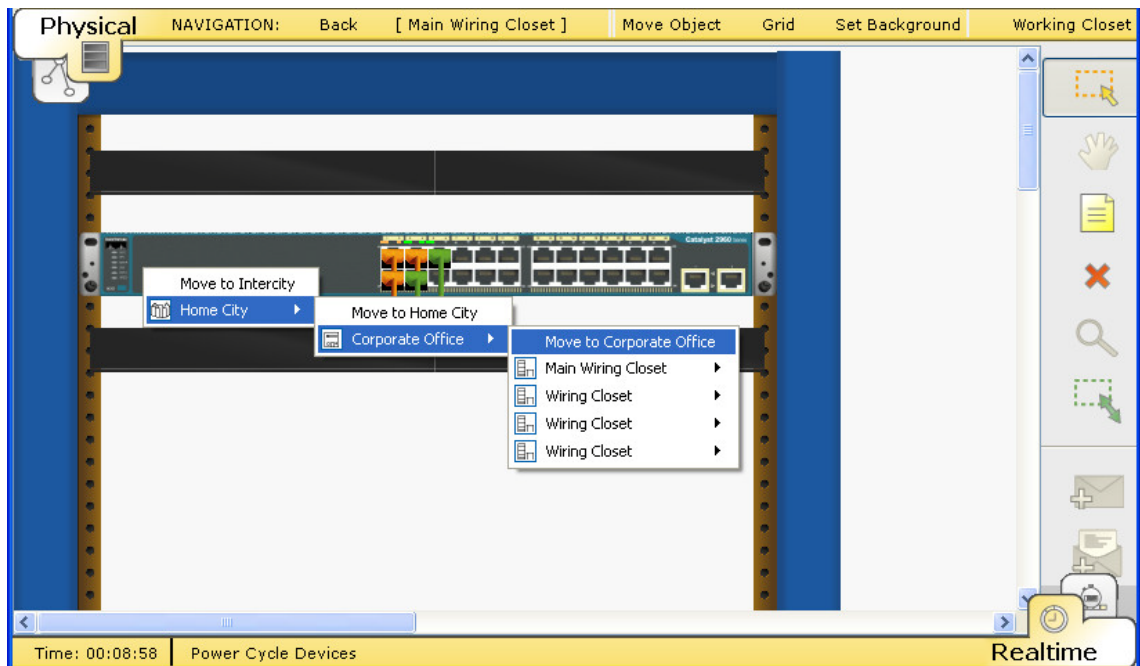 Physical NAVIGATION: Back [ Main Wiring Closet ] Move Object Grid Set Background Working Closet
Catalyst 2960
Move to Intercity
Home City
Move to Home City
Corporate Office
Move to Corporate Office
Main Wiring Closet
Wiring Closet
Wiring Closet
Wiring Closet
Time: 00:08:58 Power Cycle Devices Realtime